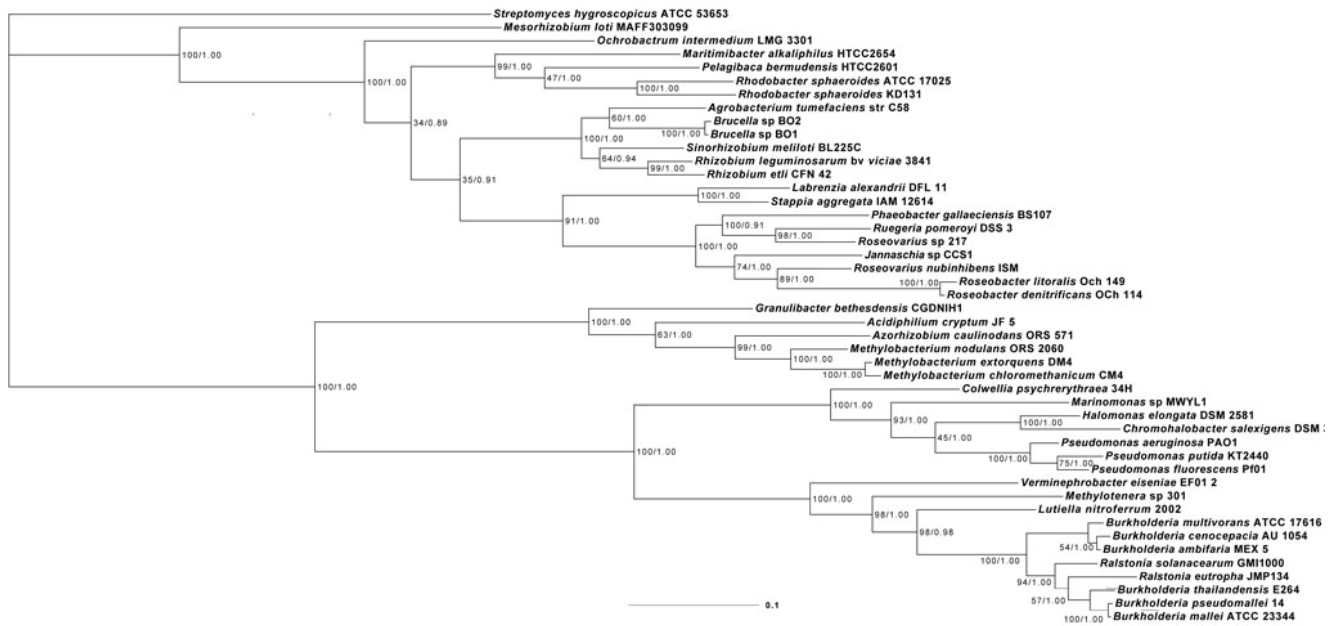 Streptomyces hygroscopicus ATCC 53653
Mesorhizobium loti MAFF303099
Ochrobactrum intermedium LMG 3301
Maritimibacter alkaliphilus HTCC2654
99/1.00
Pelagibaca bermudensis HTCC2601
47/1.00
100/1.00
Rhodobacter sphaeroides ATCC 17025
100/1.00
100/1.00
Rhodobacter sphaeroides KD131
Agrobacterium tumefaciens str C58
60/1.00
Brucella sp BO2
34/0.89
100/1.00
Brucella sp BO1
100/1.00
Sinorhizobium meliloti BL225C
64/0.94
Rhizobium leguminosarum bv viciae 3841
99/1.00
Rhizobium etli CFN 42
35/0.91
Labrenzia alexandrii DFL 11
100/1.00
Stappia aggregata IAM 12614
Phaeobacter gallaeciensis BS107
91/1.00
100/0.91
Ruegeria pomeroyi DSS 3
98/1.00
Roseovarius sp 217
100/1.00
Jannaschia sp CCS1
74/1.00
Roseovarius nubinhibens ISM
89/1.00
100/1.00
Roseobacter litoralis Och 149
Roseobacter denitrificans OCh 114
Granulibacter bethesdensis CGDNIH1
100/1.00
Acidiphilium cryptum JF 5
63/1.00
Azorhizobium caulinodans ORS 571
99/1.00
Methylobacterium nodulans ORS 2060
100/1.00
Methylobacterium extorquens DM4
100/1.00
Methylobacterium chloromethanicum CM4
100/1.00
Colwellia psychrerythraea 34H
100/1.00
Marinomonas sp MWYL1
93/1.00
Halomonas elongata DSM 2581
100/1.00
Chromohalobacter salexigens DSM
45/1.00
Pseudomonas aeruginosa PAO1
100/1.00
100/1.00
Pseudomonas putida KT2440
75/1.00
Pseudomonas fluorescens Pf01
Verminephrobacter eiseniae EF01 2
100/1.00
Methylotenera sp 301
98/1.00
Lutiella nitroferrum 2002
98/0.98
Burkholderia multivorans ATCC 17616
Burkholderia cenocepacia AU 1054
54/1.00
Burkholderia ambifaria MEX 5
100/1.00
Ralstonia solanacearum GMI1000
94/1.00
Ralstonia eutropha JMP134
57/1.00
Burkholderia thailandensis E264
0.1
Burkholderia pseudomallei 14
100/1.00
Burkholderia mallei ATCC 23344